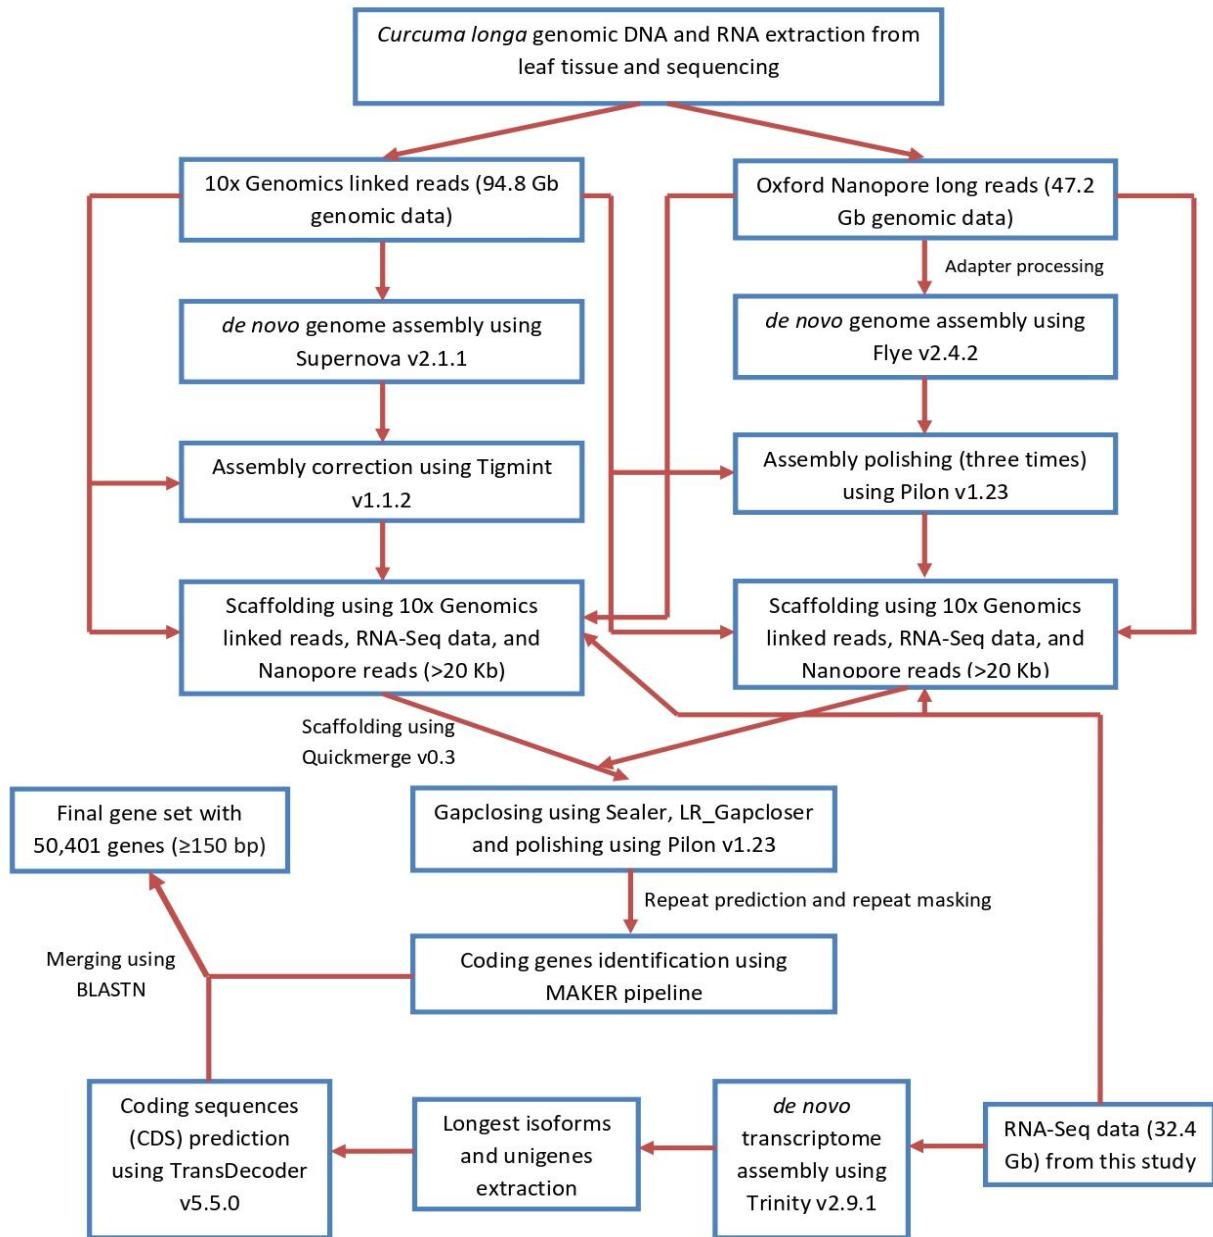 Curcuma longa genomic DNA and RNA extraction from
leaf tissue and sequencing
10x Genomics linked reads (94.8 Gb
genomic data)
Oxford Nanopore long reads (47.2
Gb genomic data)
Adapter processing
de novo genome assembly using
Supernova v2.1.1
de novo genome assembly using
Flye v2.4.2
Assembly correction using Tigmint
v1.1.2
Assembly polishing (three times)
using Pilon v1.23
Scaffolding using 10x Genomics
linked reads, RNA-Seq data, and
Nanopore reads (>20 Kb)
Scaffolding using 10x Genomics
linked reads, RNA-Seq data, and
Nanopore reads (>20 Kb)
Scaffolding using
Quickmerge v0.3
Final gene set with
50,401 genes (≥150 bp)
Gapclosing using Sealer, LR_Gapcloser
and polishing using Pilon v1.23
Repeat prediction and repeat masking
Merging using
BLASTN
Coding genes identification using
MAKER pipeline
Coding sequences
(CDS) prediction
using TransDecoder
v5.5.0
Longest isoforms
and unigenes
extraction
de novo
transcriptome
assembly using
Trinity v2.9.1
RNA-Seq data (32.4
Gb) from this study